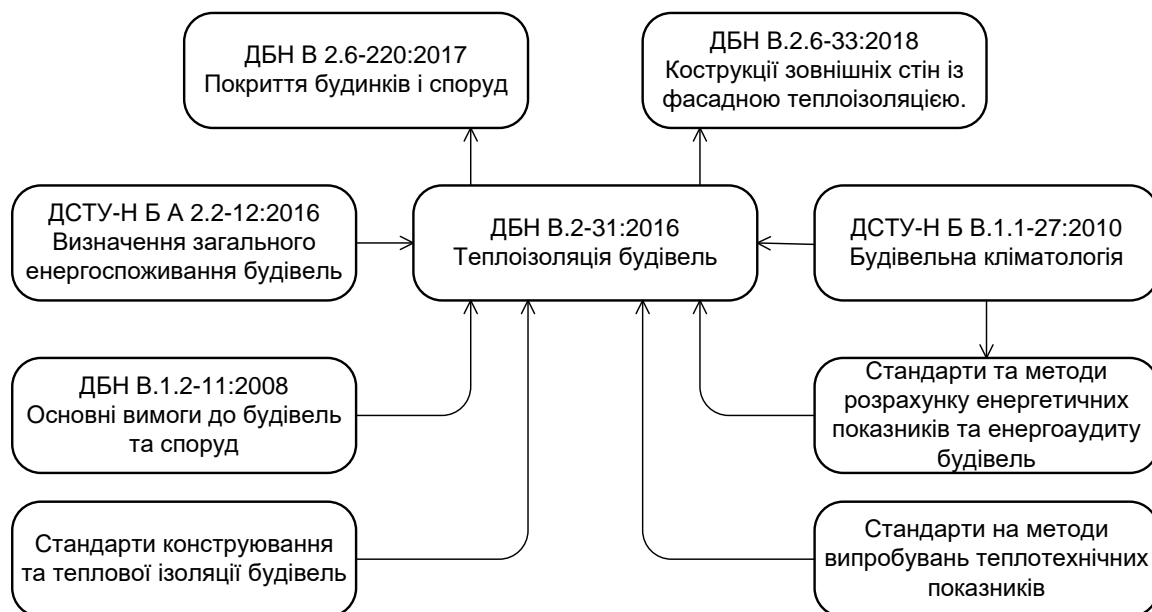 ДБН В 2.6-220:2017
Покриття будинків і споруд
ДБН В.2.6-33:2018
Кострукції зовнішніх стін із
фасадною теплоізоляцією.
ДСТУ-Н Б А 2.2-12:2016
Визначення загального
енергоспоживання будівель
ДБН В.2-31:2016
Теплоізоляція будівель
ДСТУ-Н Б В.1.1-27:2010
Будівельна кліматологія
ДБН В.1.2-11:2008
Основні вимоги до будівель
та споруд
Стандарти та методи
розрахунку енергетичних
показників та енергоаудиту
будівель
Стандарти конструювання
та теплової ізоляції будівель
Стандарти на методи
випробувань теплотехнічних
показників